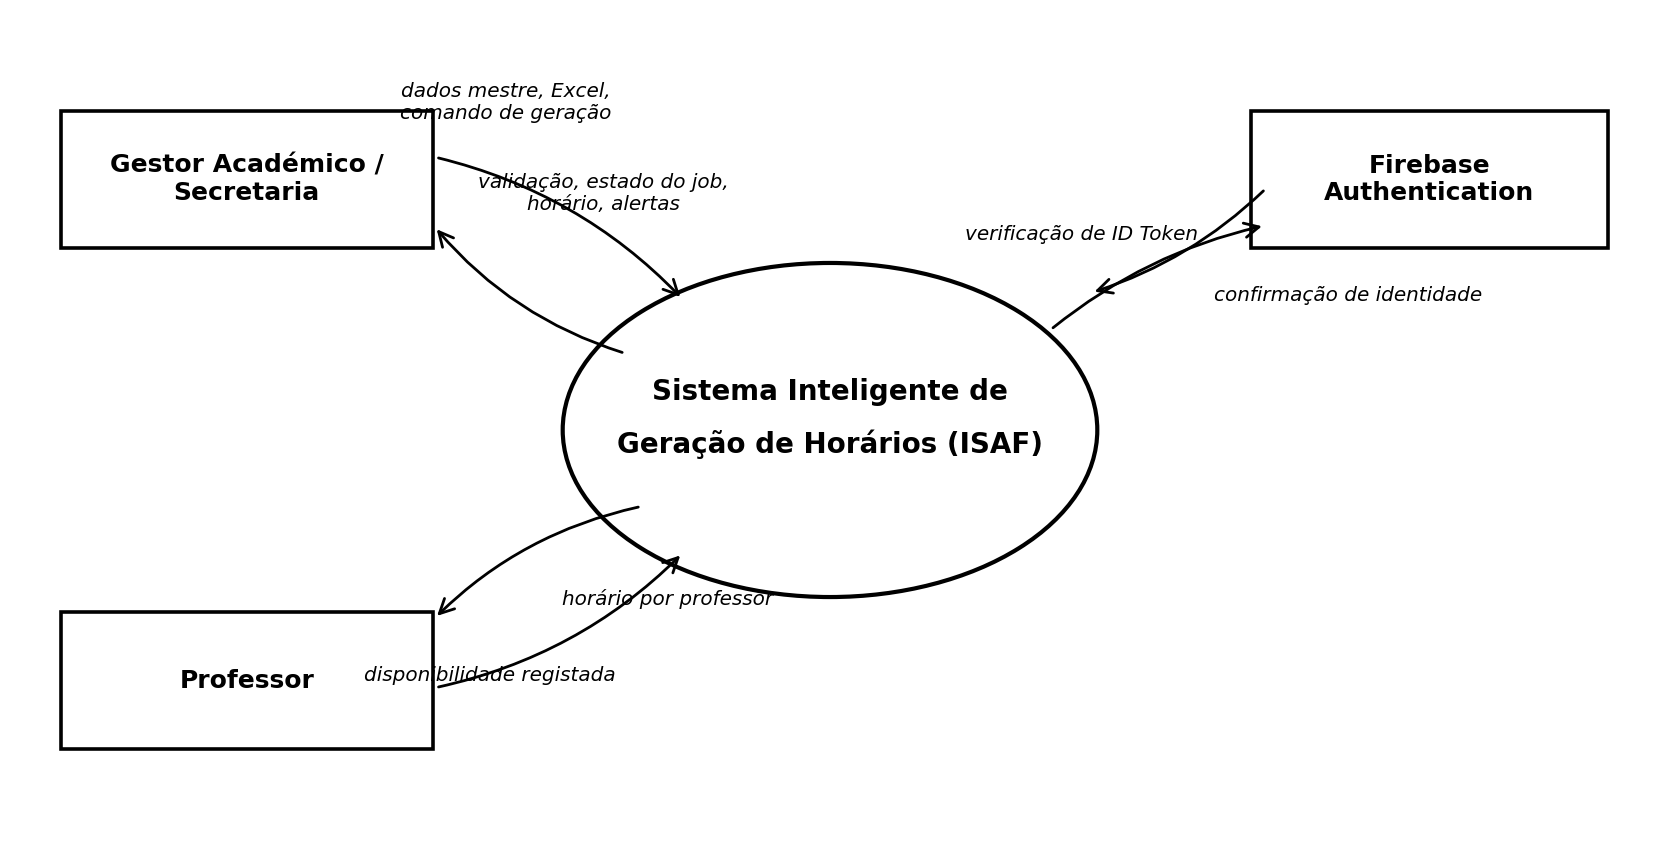 dados mestre, Excel,
comando de geração
Gestor Académico /
Secretaria
validação, estado do job,
horário, alertas
Firebase
Authentication
verificação de ID Token
confirmação de identidade
Sistema Inteligente de
Geração de Horários (ISAF)
horário por professor
disponibilidade registada
Professor